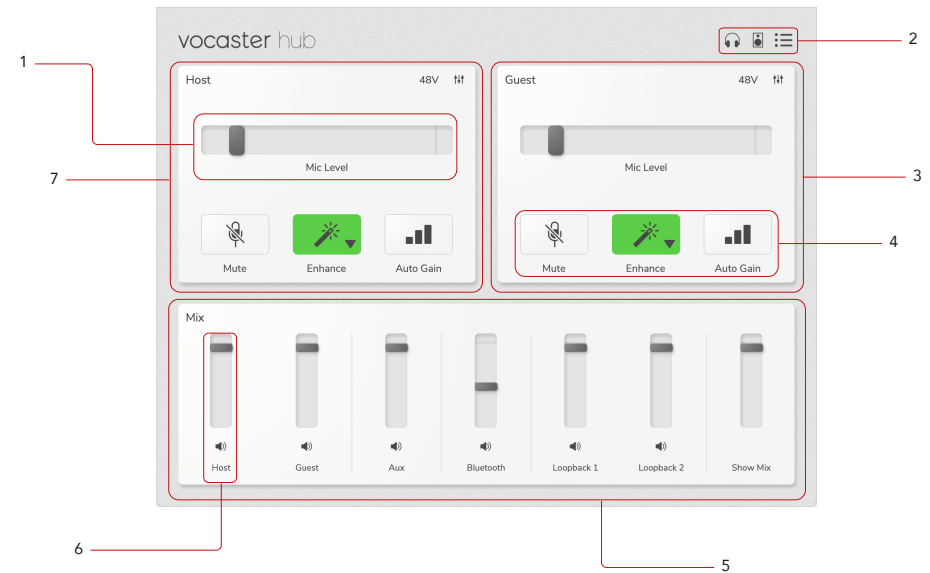 vocaster hub
1
2
Host 48V
Guest 48V
Mic Level
Mic Level
7
3
4
Mute Enhance Auto Gain
Mute Enhance Auto Gain
Mix
Host Guest Aux Bluetooth Loopback 1 Loopback 2 Show Mix
6
5